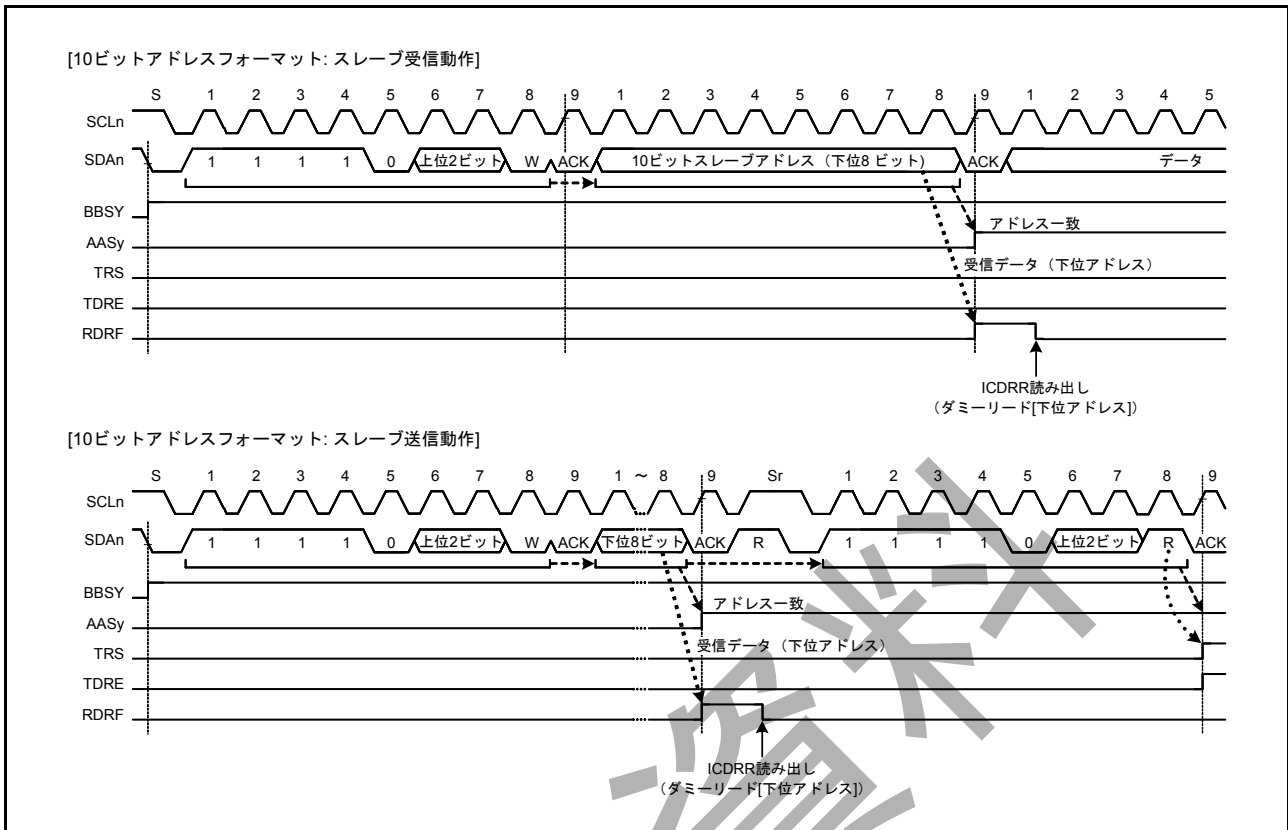 [10ビットアドレスフォーマット: スレーブ受信動作]
S 1 2 3 4 5 6 7 8 9 1 2 3 4 5 6 7 8 9 1 2 3 4 5
SCLn
SDAn 1 1 1 1 0 上位2ビット W ACK 10ビットスレーブアドレス（下位8 ビット) ACK データ
BBSY
アドレス一致
AASy
受信データ（下位アドレス）
TRS
TDRE
RDRF
ICDRR読み出し
（ダミーリード[下位アドレス]）
[10ビットアドレスフォーマット: スレーブ送信動作]
S 1 2 3 4 5 6 7 8 9 1 ~ 8 9 Sr 1 2 3 4 5 6 7 8 9
SCLn
SDAn 1 1 1 1 0 上位2ビット W ACK 下位8ビット ACK R 1 1 1 1 0 上位2ビット R ACK
BBSY
アドレス一致
AASy
受信データ（下位アドレス）
TRS
TDRE
RDRF
ICDRR読み出し
（ダミーリード[下位アドレス]）
資料